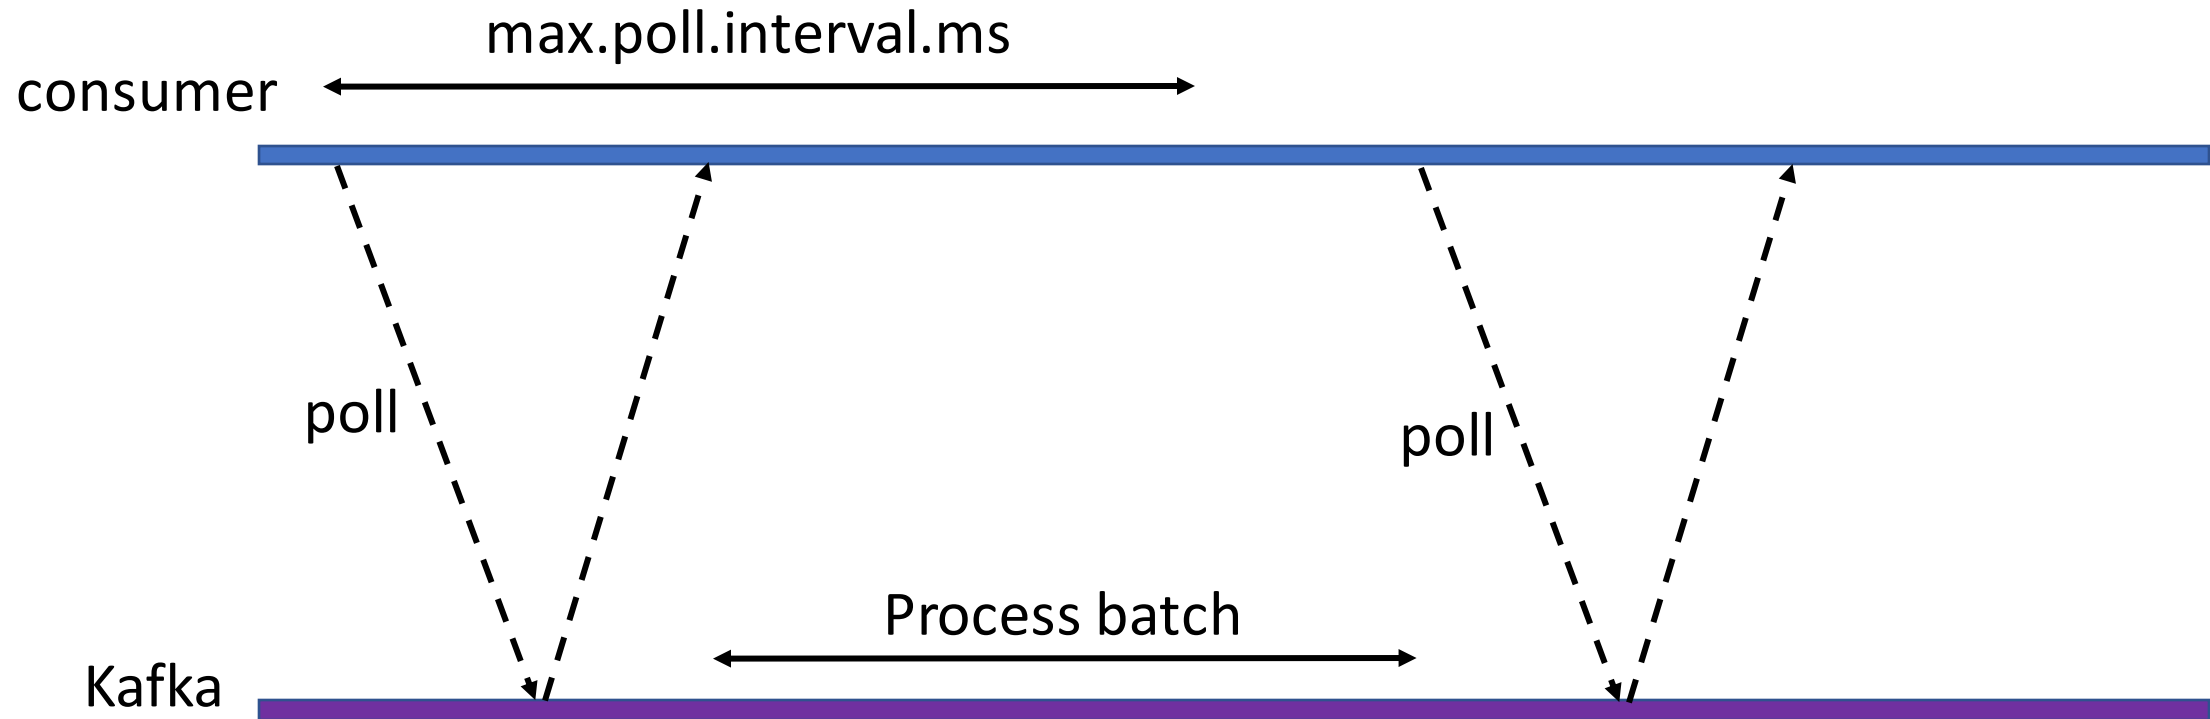 max.poll.interval.ms
consumer
poll
poll
Process batch
Kafka